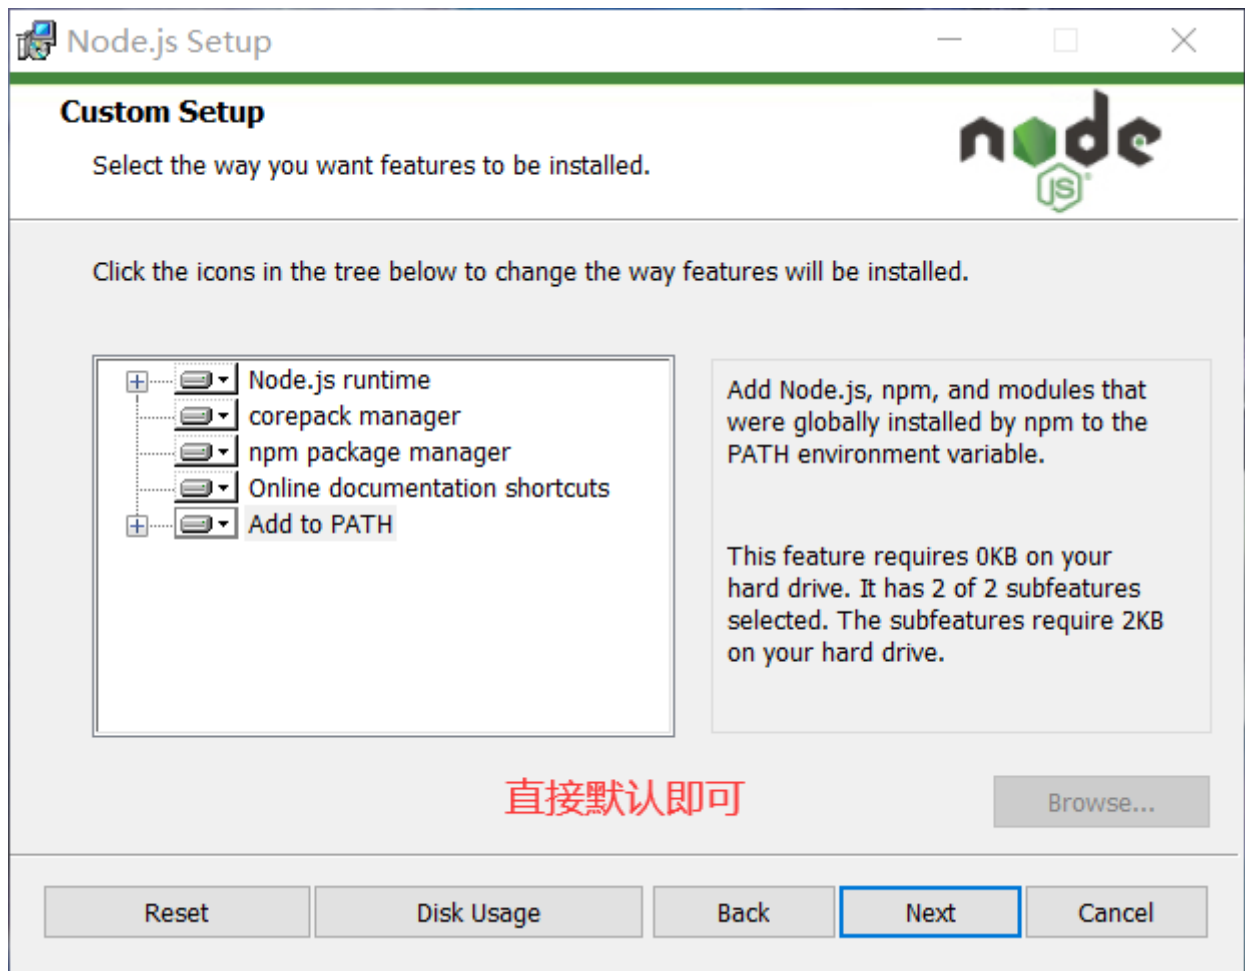 Node.js Setup
Custom Setup
Select the way you want features to be installed.
node
JS
Click the icons in the tree below to change the way features will be installed.
Node.js runtime
corepack manager
npm package manager
Online documentation shortcuts
Add to PATH
Add Node.js, npm, and modules that
were globally installed by npm to the
PATH environment variable.
This feature requires 0KB on your
hard drive. It has 2 of 2 subfeatures
selected. The subfeatures require 2KB
on your hard drive.
直接默认即可
Browse...
Reset
Disk Usage
Back
Next
Cancel